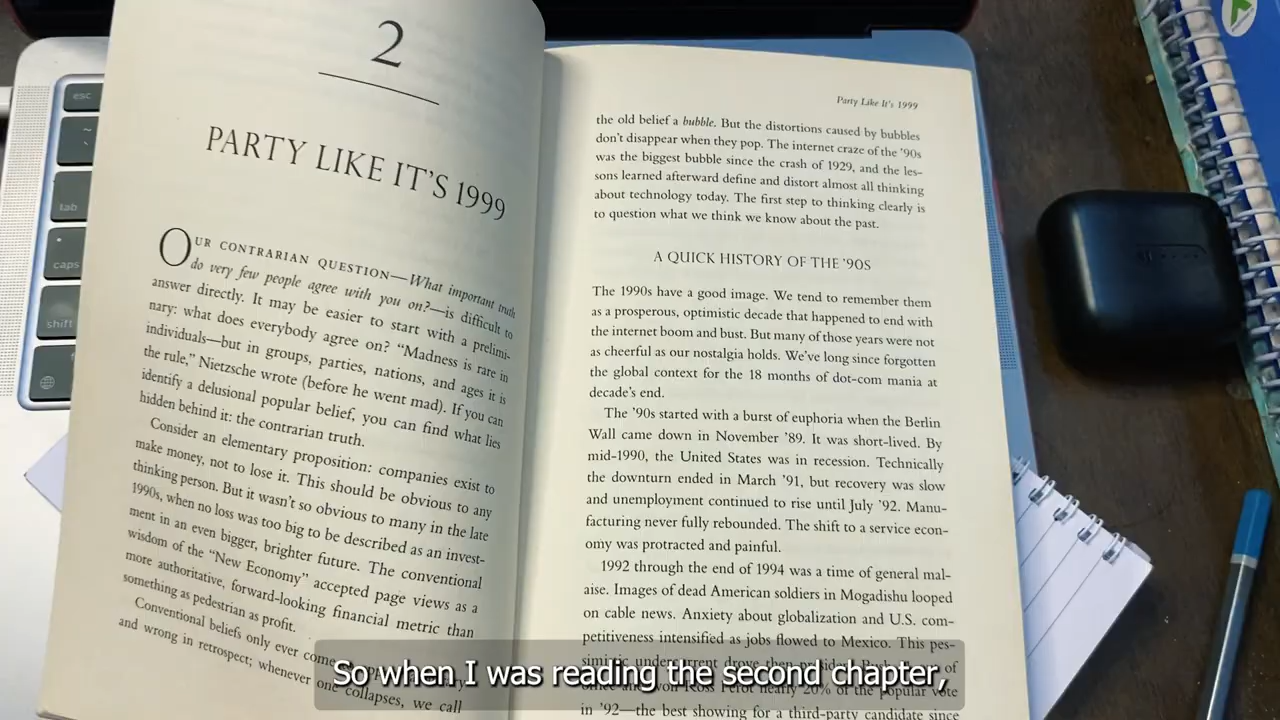 esc
~
`
tab
caps
shift
2
PARTY LIKE IT'S 1999
OUR CONTRARIAN QUESTION—What important truth
do very few people agree with you on?—is difficult to
answer directly. It may be easier to start with a prelimi-
nary: what does everybody agree on? “Madness is rare in
individuals—but in groups, parties, nations, and ages it is
the rule,” Nietzsche wrote (before he went mad). If you can
identify a delusional popular belief, you can find what lies
hidden behind it: the contrarian truth.
Consider an elementary proposition: companies exist to
make money, not to lose it. This should be obvious to any
thinking person. But it wasn't so obvious to many in the late
1990s, when no loss was too big to be described as an invest-
ment in an even bigger, brighter future. The conventional
wisdom of the “New Economy” accepted page views as a
more authoritative, forward-looking financial metric than
something as pedestrian as profit.
Conventional beliefs only ever come
and wrong in retrospect; whenever one collapses, we call
Party Like It's 1999
the old belief a bubble. But the distortions caused by bubbles
don't disappear when they pop. The internet craze of the '90s
was the biggest bubble since the crash of 1929, and the les-
sons learned afterward define and distort almost all thinking
about technology today. The first step to thinking clearly is
to question what we think we know about the past.
A QUICK HISTORY OF THE '90S
The 1990s have a good image. We tend to remember them
as a prosperous, optimistic decade that happened to end with
the internet boom and bust. But many of those years were not
as cheerful as our nostalgia holds. We've long since forgotten
the global context for the 18 months of dot-com mania at
decade's end.
The '90s started with a burst of euphoria when the Berlin
Wall came down in November '89. It was short-lived. By
mid-1990, the United States was in recession. Technically
the downturn ended in March '91, but recovery was slow
and unemployment continued to rise until July '92. Manu-
facturing never fully rebounded. The shift to a service econ-
omy was protracted and painful.
1992 through the end of 1994 was a time of general mal-
aise. Images of dead American soldiers in Mogadishu looped
on cable news. Anxiety about globalization and U.S. com-
petitiveness intensified as jobs flowed to Mexico. This pes-
simistic undercurrent drove then-president Bush out of
office and won Ross Perot nearly 20% of the popular vote
in '92—the best showing for a third-party candidate since
So when I was reading the second chapter,